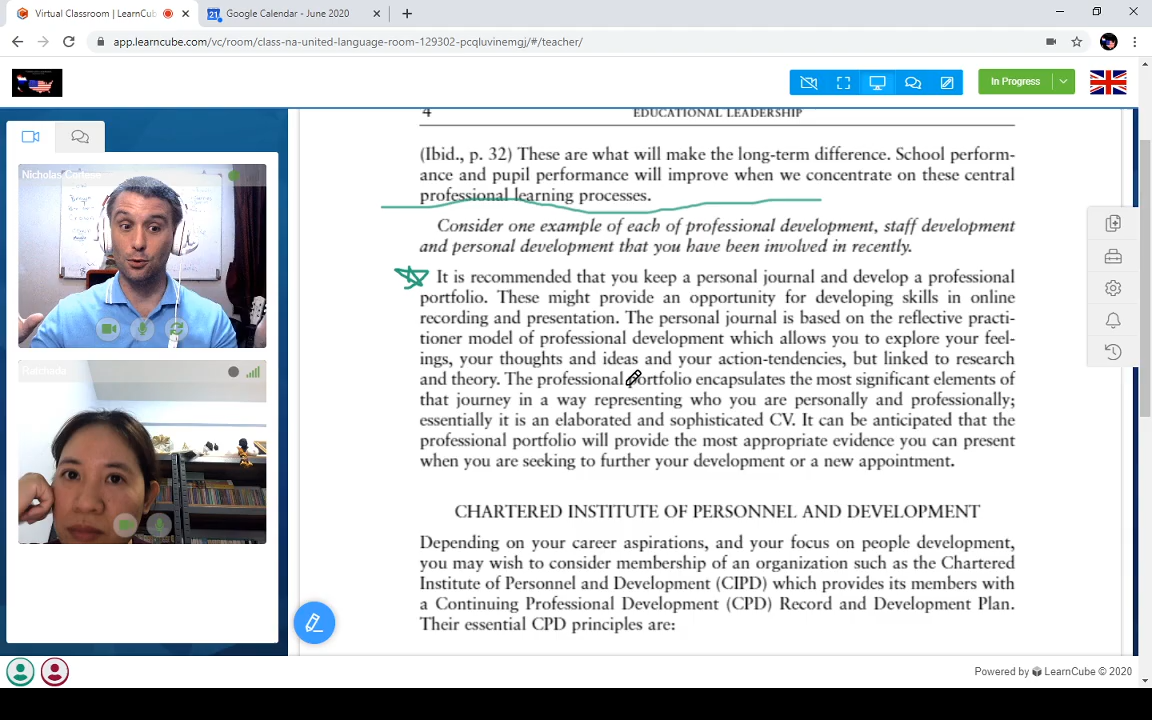 Virtual Classroom | LearnCub
Google Calendar - June 2020
app.learncube.com/vc/room/class-na-united-language-room-129302-pcqluvinemgj/#/teacher/
In Progress
Nicholas
Ratchada
4 EDUCATIONAL LEADERSHIP
(Ibid., p. 32) These are what will make the long-term difference. School perform-
ance and pupil performance will improve when we concentrate on these central
professional learning processes.
Consider one example of each of professional development, staff development
and personal development that you have been involved in recently.
It is recommended that you keep a personal journal and develop a professional
portfolio. These might provide an opportunity for developing skills in online
recording and presentation. The personal journal is based on the reflective practi-
tioner model of professional development which allows you to explore your feel-
ings, your thoughts and ideas and your action-tendencies, but linked to research
and theory. The professional portfolio encapsulates the most significant elements of
that journey in a way representing who you are personally and professionally;
essentially it is an elaborated and sophisticated CV. It can be anticipated that the
professional portfolio will provide the most appropriate evidence you can present
when you are seeking to further your development or a new appointment.
CHARTERED INSTITUTE OF PERSONNEL AND DEVELOPMENT
Depending on your career aspirations, and your focus on people development,
you may wish to consider membership of an organization such as the Chartered
Institute of Personnel and Development (CIPD) which provides its members with
a Continuing Professional Development (CPD) Record and Development Plan.
Their essential CPD principles are:
Powered by LearnCube © 2020